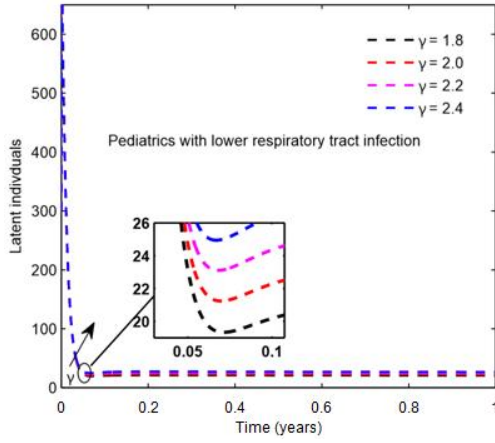 600
500
400
300
200
100
0
Latent indivduals
γ = 1.8
γ = 2.0
γ = 2.2
γ = 2.4
Pediatrics with lower respiratory tract infection
26
24
22
20
0.05
0.1
γ
0
0.2
0.4
0.6
0.8
1
Time (years)